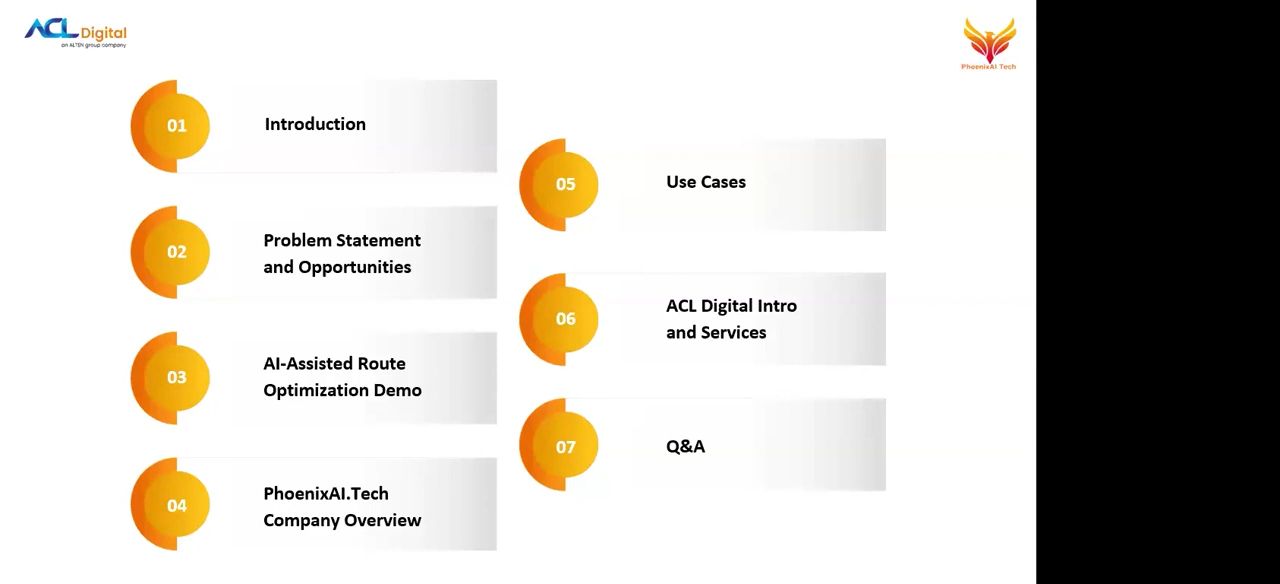 ACL Digital
an ALTEN group company
PhoenixAI Tech
01
Introduction
02
Problem Statement
and Opportunities
03
AI-Assisted Route
Optimization Demo
04
PhoenixAI.Tech
Company Overview
05
Use Cases
06
ACL Digital Intro
and Services
07
Q&A